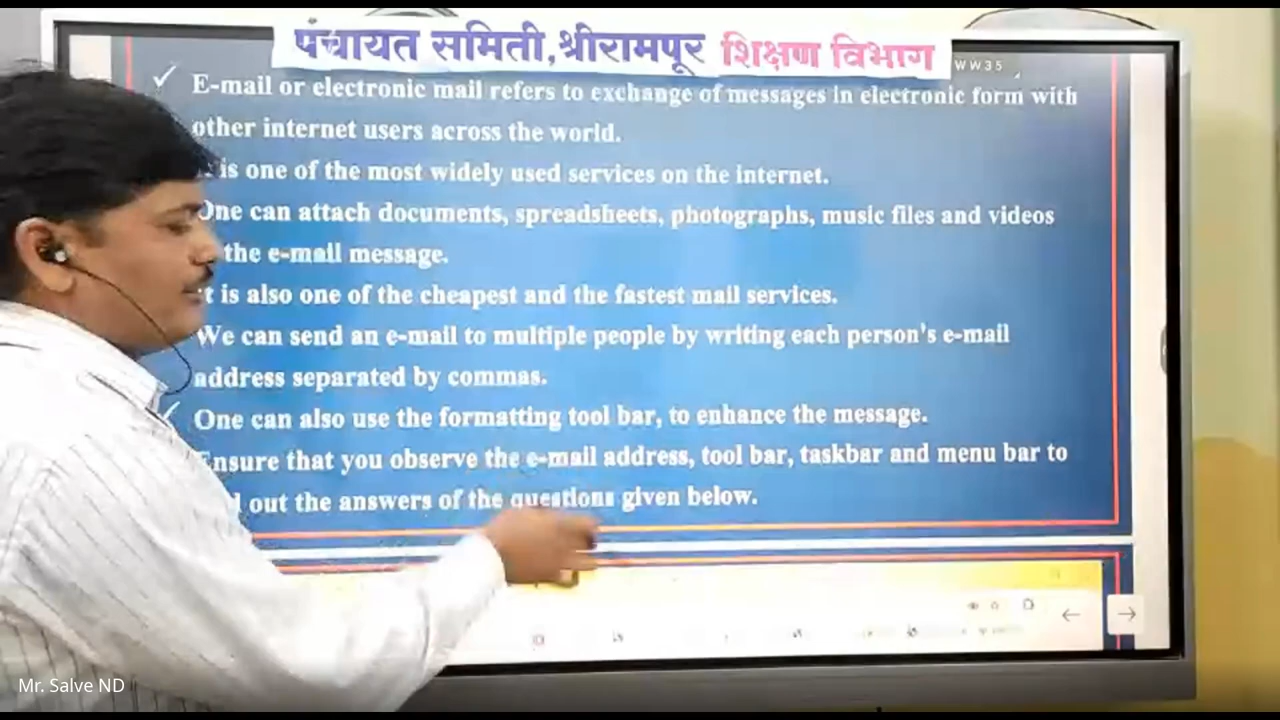 पंचायत समिती,श्रीरामपूर शिक्षण विभाग
WW35
E-mail or electronic mail refers to exchange of messages in electronic form with
other internet users across the world.
is one of the most widely used services on the internet.
One can attach documents, spreadsheets, photographs, music files and videos
the e-mail message.
It is also one of the cheapest and the fastest mail services.
We can send an e-mail to multiple people by writing each person's e-mail
address separated by commas.
One can also use the formatting tool bar, to enhance the message.
Ensure that you observe the e-mail address, tool bar, taskbar and menu bar to
out the answers of the questions given below.
Mr. Salve ND